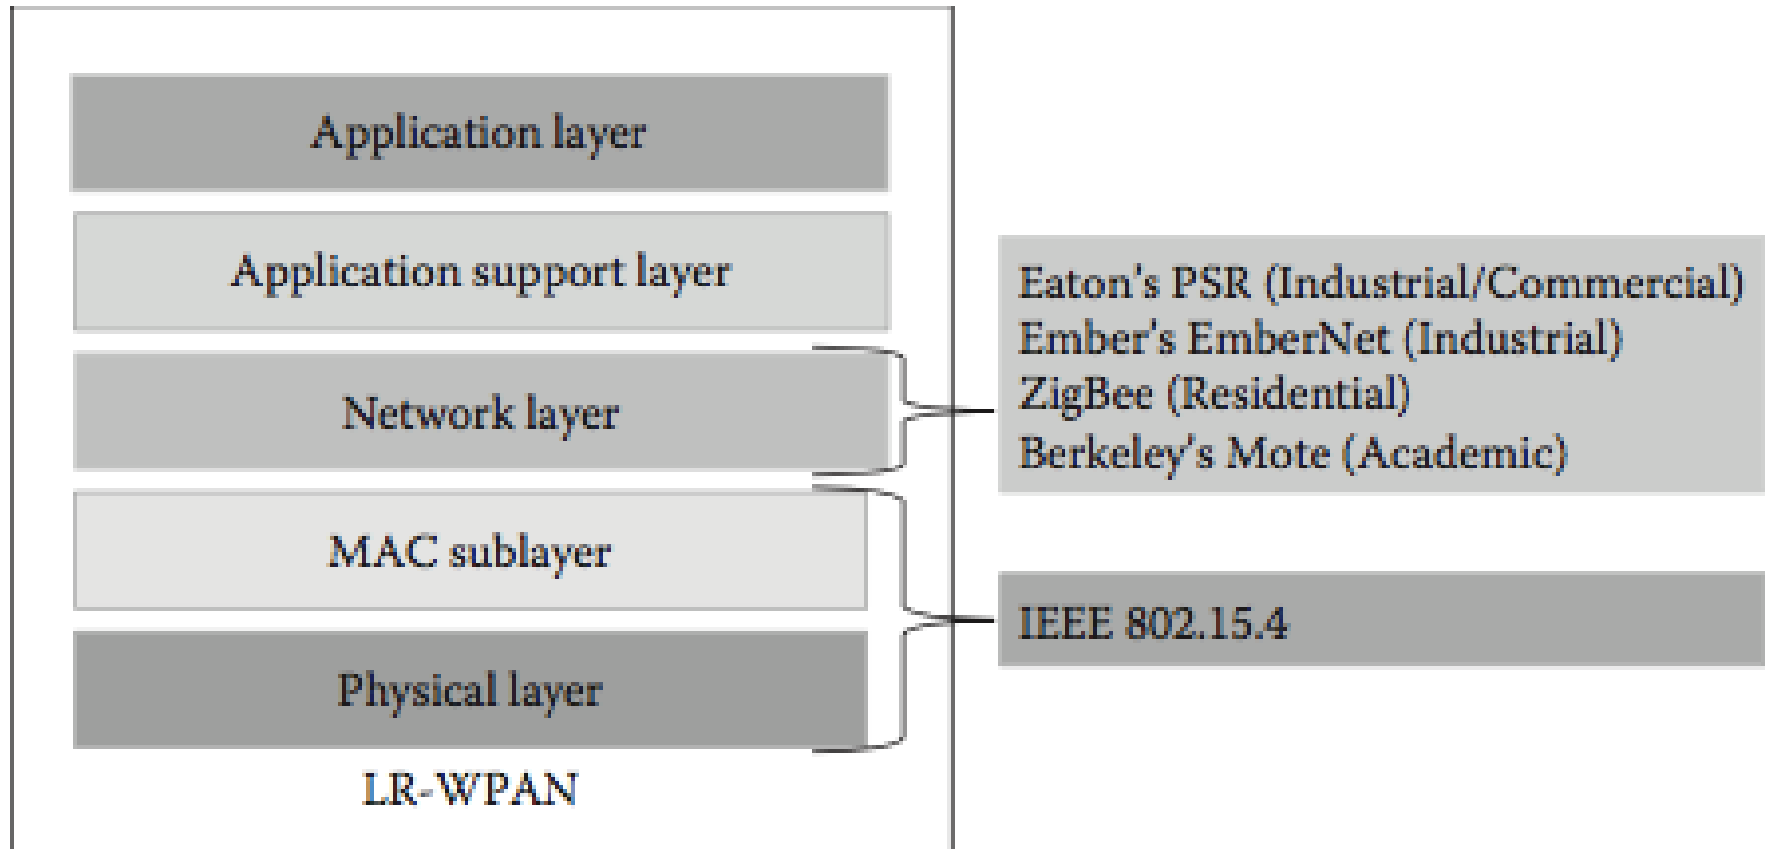 Application layer
Application support layer
Network layer
MAC sublayer
Physical layer
LR-WPAN
Eaton's PSR (Industrial/Commercial)
Ember's EmberNet (Industrial)
ZigBee (Residential)
Berkeley's Mote (Academic)
IEEE 802.15.4